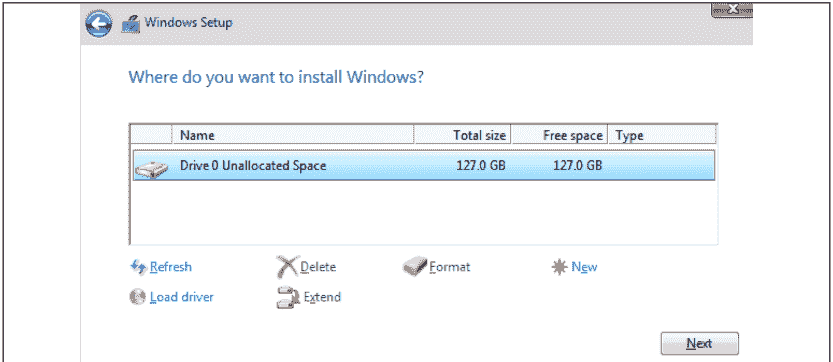 Windows Setup
Where do you want to install Windows?
Name Total size Free space Type
Drive 0 Unallocated Space 127.0 GB 127.0 GB
Refresh Delete Format New
Load driver Extend
Next